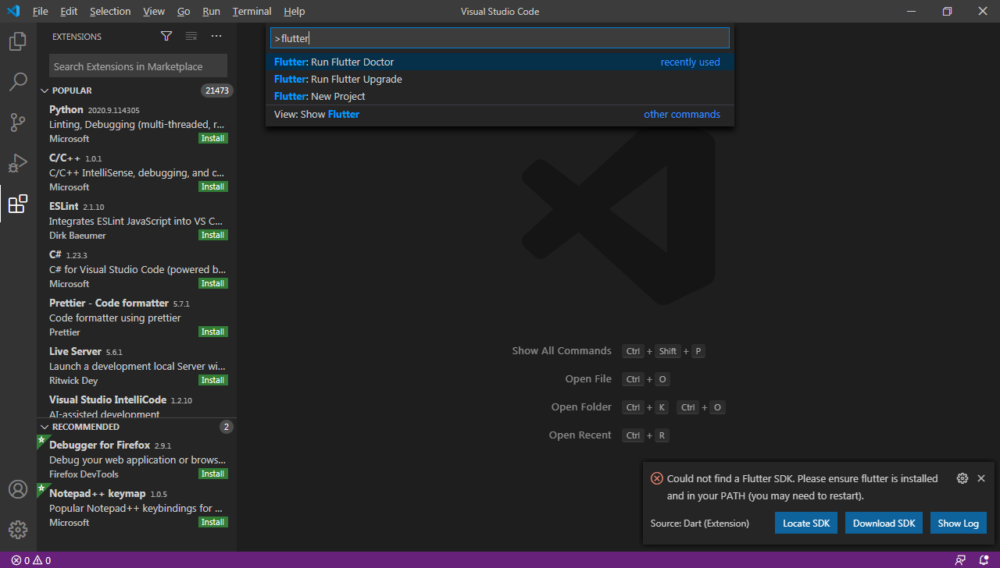 File Edit Selection View Go Run Terminal Help Visual Studio Code
EXTENSIONS
Search Extensions in Marketplace
POPULAR 21473
Python 2020.9.114305
Linting, Debugging (multi-threaded, r...
Microsoft Install
C/C++ 1.0.1
C/C++ IntelliSense, debugging, and c...
Microsoft Install
ESLint 2.1.10
Integrates ESLint JavaScript into VS C...
Dirk Baeumer Install
C# 1.23.3
C# for Visual Studio Code (powered b...
Microsoft Install
Prettier - Code formatter 5.7.1
Code formatter using prettier
Prettier Install
Live Server 5.6.1
Launch a development local Server wi...
Ritwick Dey Install
Visual Studio IntelliCode 1.2.10
AI-assisted development
RECOMMENDED 2
Debugger for Firefox 2.9.1
Debug your web application or brows...
Firefox DevTools Install
Notepad++ keymap 1.0.5
Popular Notepad++ keybindings for ...
Microsoft Install
>flutter
Flutter: Run Flutter Doctor recently used
Flutter: Run Flutter Upgrade
Flutter: New Project
View: Show Flutter other commands
Show All Commands Ctrl + Shift + P
Open File Ctrl + O
Open Folder Ctrl + K Ctrl + O
Open Recent Ctrl + R
Could not find a Flutter SDK. Please ensure flutter is installed
and in your PATH (you may need to restart).
Source: Dart (Extension) Locate SDK Download SDK Show Log
0 0